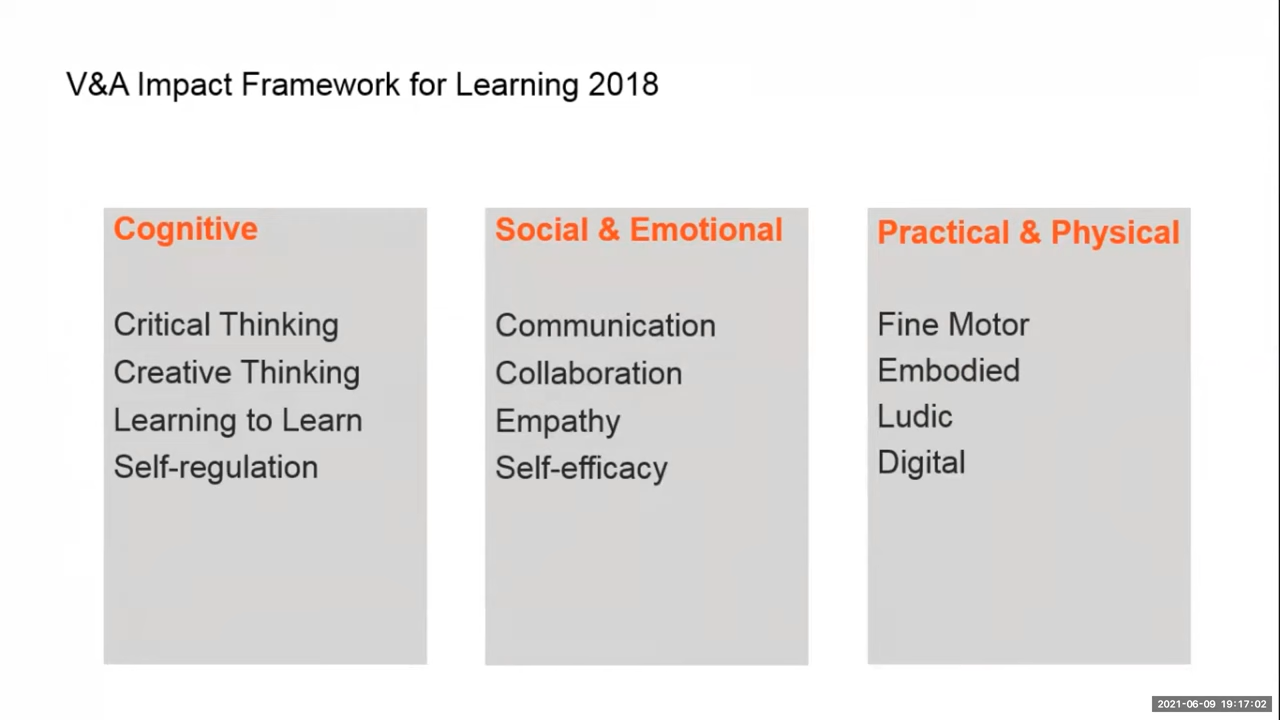 V&A Impact Framework for Learning 2018
Cognitive
Critical Thinking
Creative Thinking
Learning to Learn
Self-regulation
Social & Emotional
Communication
Collaboration
Empathy
Self-efficacy
Practical & Physical
Fine Motor
Embodied
Ludic
Digital
2021-06-09 19:17:02